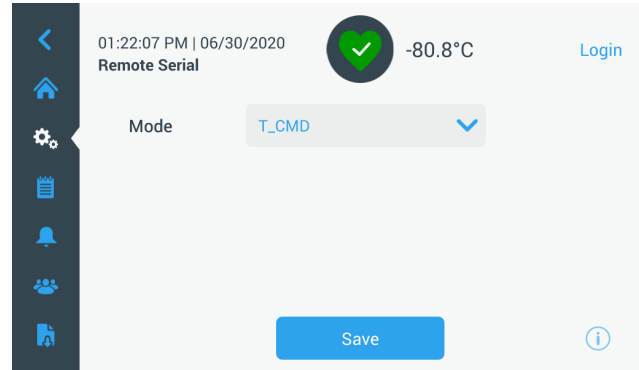 01:22:07 PM | 06/30/2020
Remote Serial
-80.8°C
Login
Mode
T_CMD
Save